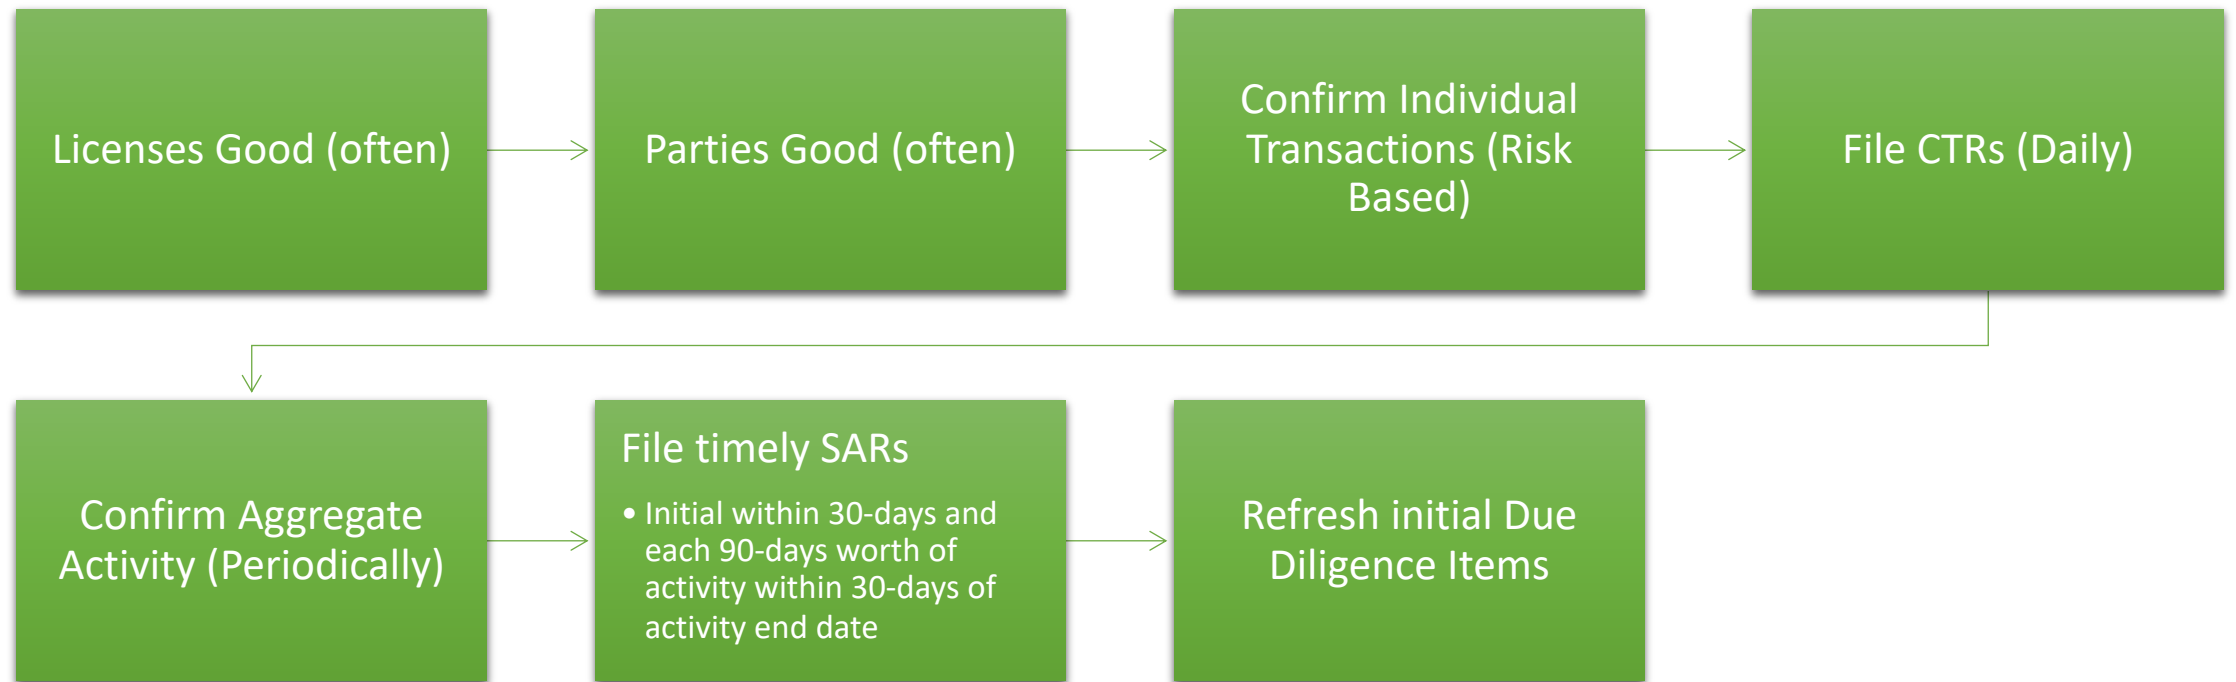 Licenses Good (often)
Parties Good (often)
Confirm Individual
Transactions (Risk
Based)
File CTRs (Daily)
Confirm Aggregate
Activity (Periodically)
File timely SARs
• Initial within 30-days and
each 90-days worth of
activity within 30-days of
activity end date
Refresh initial Due
Diligence Items